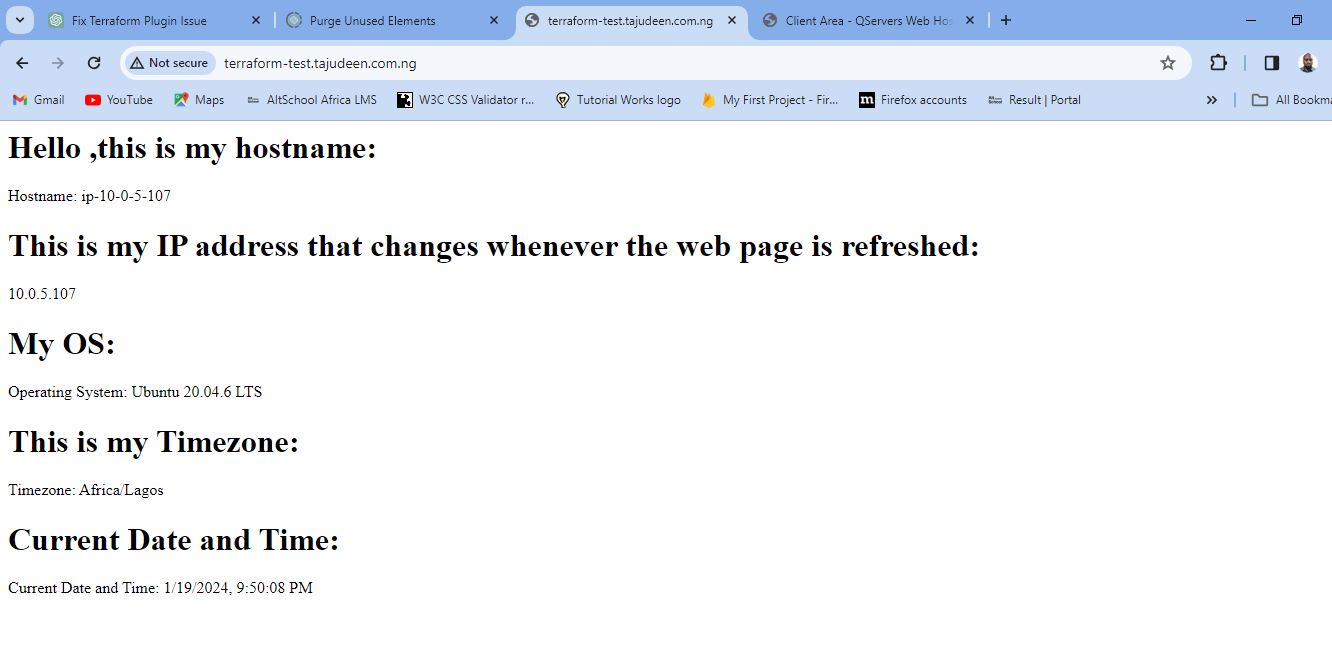 Fix Terraform Plugin Issue
Purge Unused Elements
terraform-test.tajudeen.com.ng
Client Area - QServers Web Hos
Not secure
terraform-test.tajudeen.com.ng
Gmail
YouTube
Maps
AltSchool Africa LMS
W3C CSS Validator r...
Tutorial Works logo
My First Project - Fir...
m
Firefox accounts
Result | Portal
All Bookma
Hello ,this is my hostname:
Hostname: ip-10-0-5-107
This is my IP address that changes whenever the web page is refreshed:
10.0.5.107
My OS:
Operating System: Ubuntu 20.04.6 LTS
This is my Timezone:
Timezone: Africa/Lagos
Current Date and Time:
Current Date and Time: 1/19/2024, 9:50:08 PM